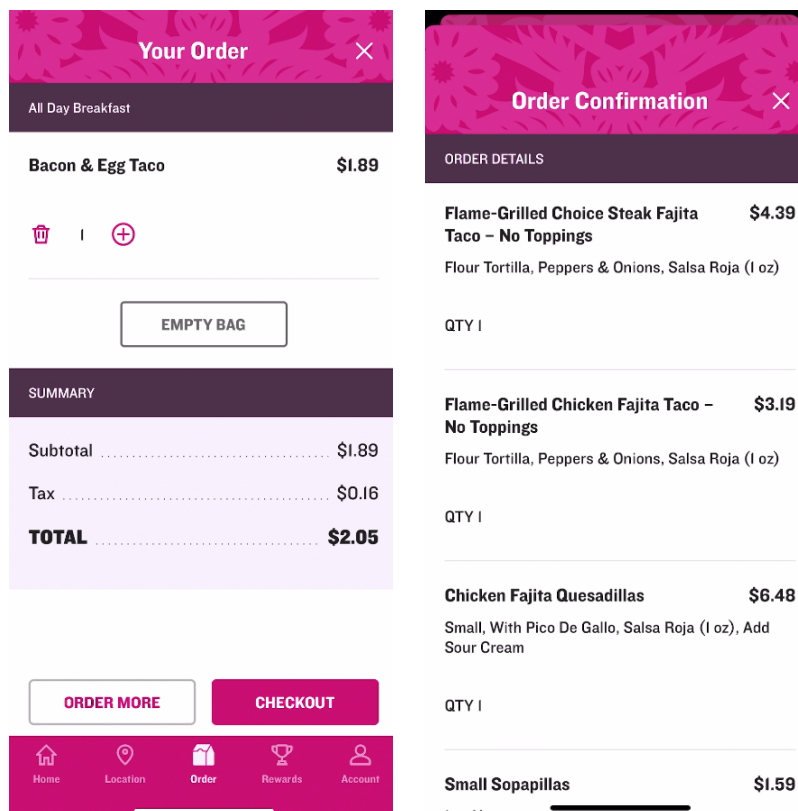 Your Order
All Day Breakfast
Bacon & Egg Taco $1.89
1
EMPTY BAG
SUMMARY
Subtotal $1.89
Tax $0.16
TOTAL $2.05
ORDER MORE CHECKOUT
Home Location Order Rewards Account
Order Confirmation
ORDER DETAILS
Flame-Grilled Choice Steak Fajita $4.39
Taco – No Toppings
Flour Tortilla, Peppers & Onions, Salsa Roja (1 oz)
QTY 1
Flame-Grilled Chicken Fajita Taco – $3.19
No Toppings
Flour Tortilla, Peppers & Onions, Salsa Roja (1 oz)
QTY 1
Chicken Fajita Quesadillas $6.48
Small, With Pico De Gallo, Salsa Roja (1 oz), Add
Sour Cream
QTY 1
Small Sopapillas $1.59